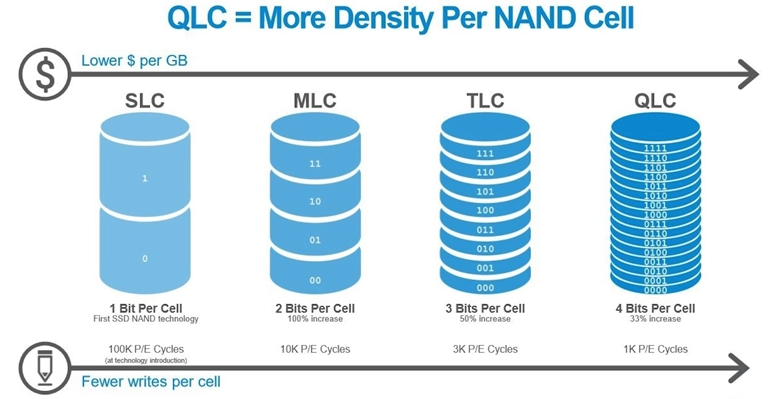 QLC = More Density Per NAND Cell
$
Lower $ per GB
SLC
MLC
TLC
QLC
1
0
11
10
01
00
111
110
101
100
011
010
001
000
1111
1110
1101
1100
1011
1010
1001
1000
0111
0110
0101
0100
0011
0010
0001
0000
1 Bit Per Cell
First SSD NAND technology
2 Bits Per Cell
100% increase
3 Bits Per Cell
50% increase
4 Bits Per Cell
33% increase
100K P/E Cycles
(at technology introduction)
10K P/E Cycles
3K P/E Cycles
1K P/E Cycles
Fewer writes per cell